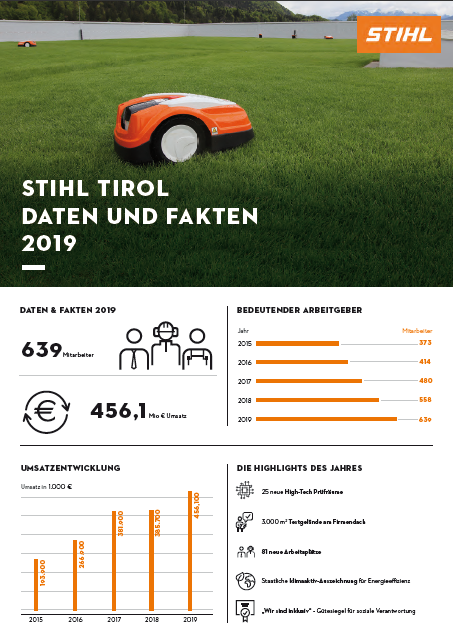 STIHL
STIHL TIROL
DATEN UND FAKTEN
2019
DATEN & FAKTEN 2019
639 Mitarbeiter
456,1 Mio € Umsatz
BEDEUTENDER ARBEITGEBER
Jahr Mitarbeiter
2015 373
2016 414
2017 480
2018 558
2019 639
UMSATZENTWICKLUNG
Umsatz in 1.000 €
193.900
266.900
381.900
385.700
456.100
2015 2016 2017 2018 2019
DIE HIGHLIGHTS DES JAHRES
25 neue High-Tech Prüfräume
3.000 m² Testgelände am Firmendach
81 neue Arbeitsplätze
Staatliche klimaaktiv-Auszeichnung für Energieeffizienz
„Wir sind inklusiv" - Gütesiegel für soziale Verantwortung